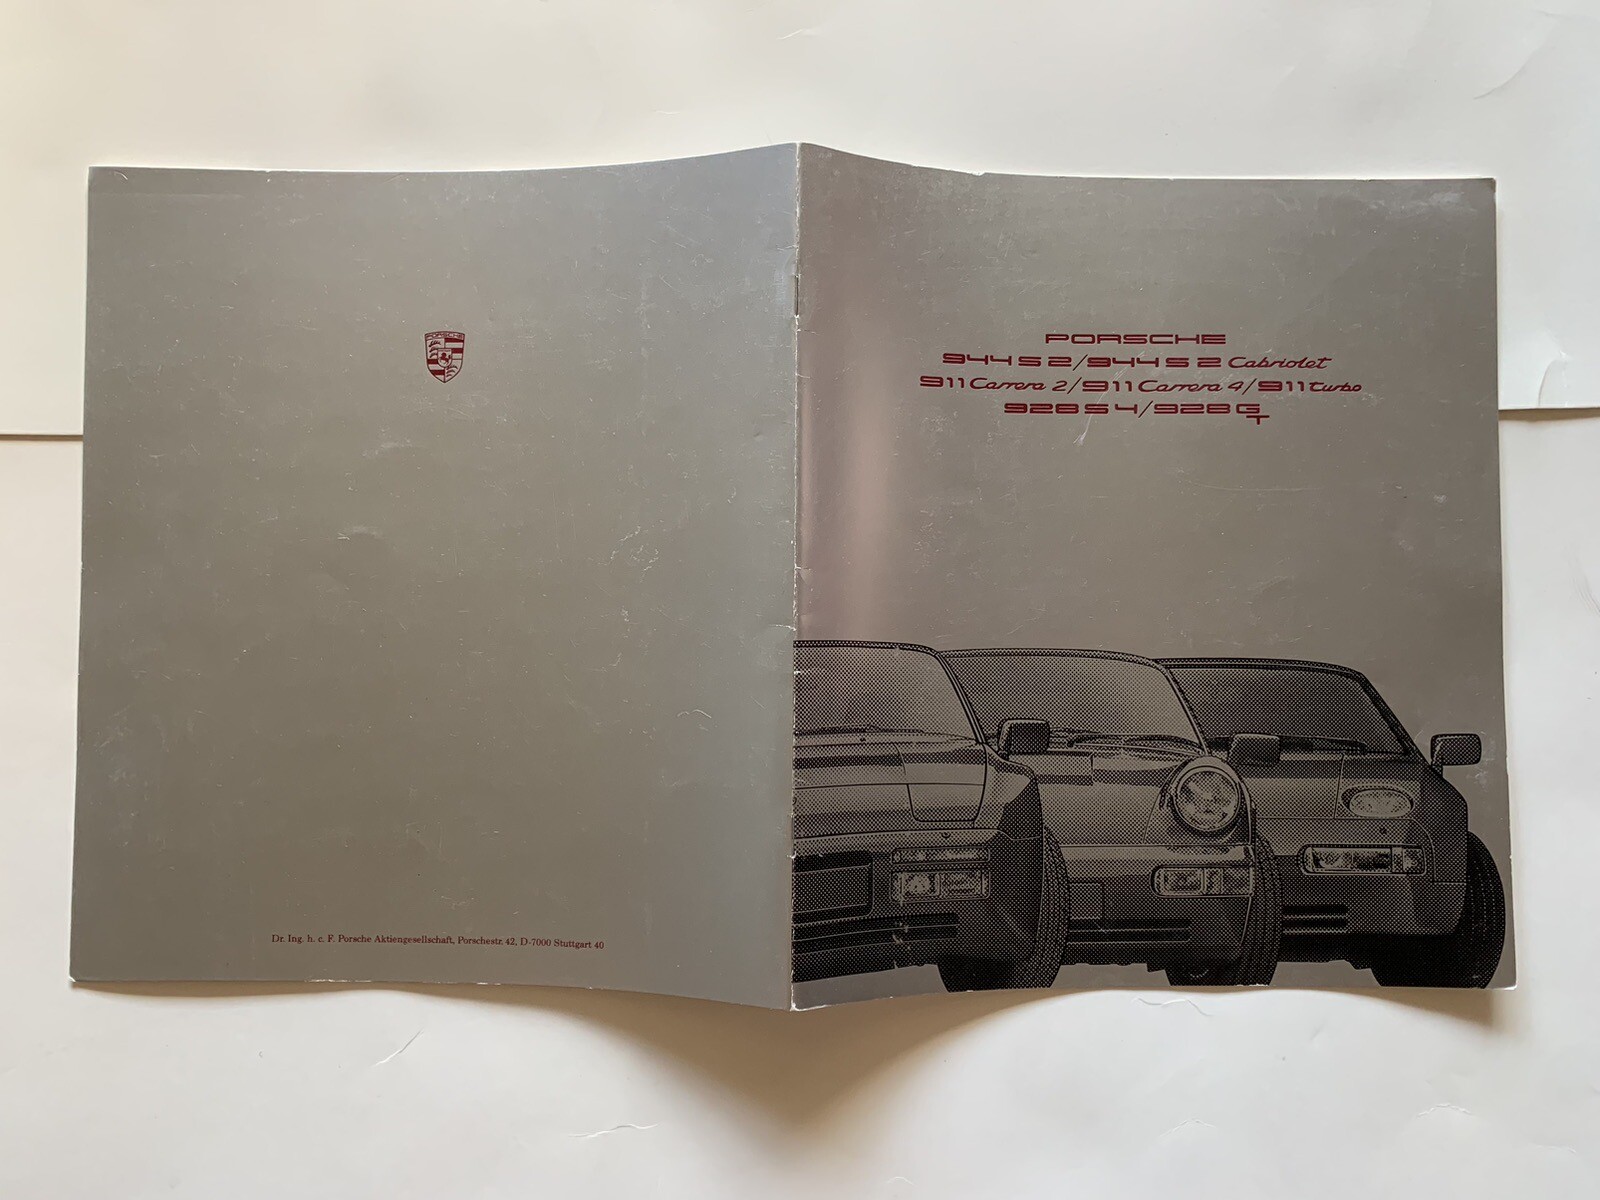 PORSCHE
Dr. Ing. h. c. F. Porsche Aktiengesellschaft, Porschestr. 42, D-7000 Stuttgart 40
PORSCHE
944 S 2/944 S 2 Cabriolet
911 Carrera 2/911 Carrera 4/911 turbo
928 S 4/928 GT